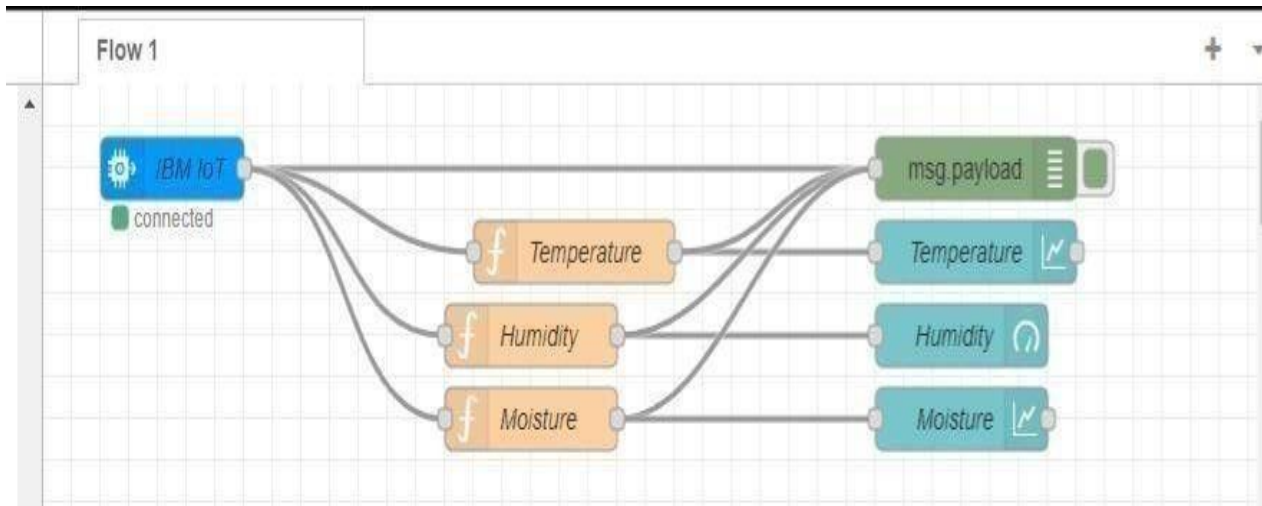 Flow 1
IBM IoT
msg.payload
connected
Temperature
Temperature
Humidity
Humidity
Moisture
Moisture